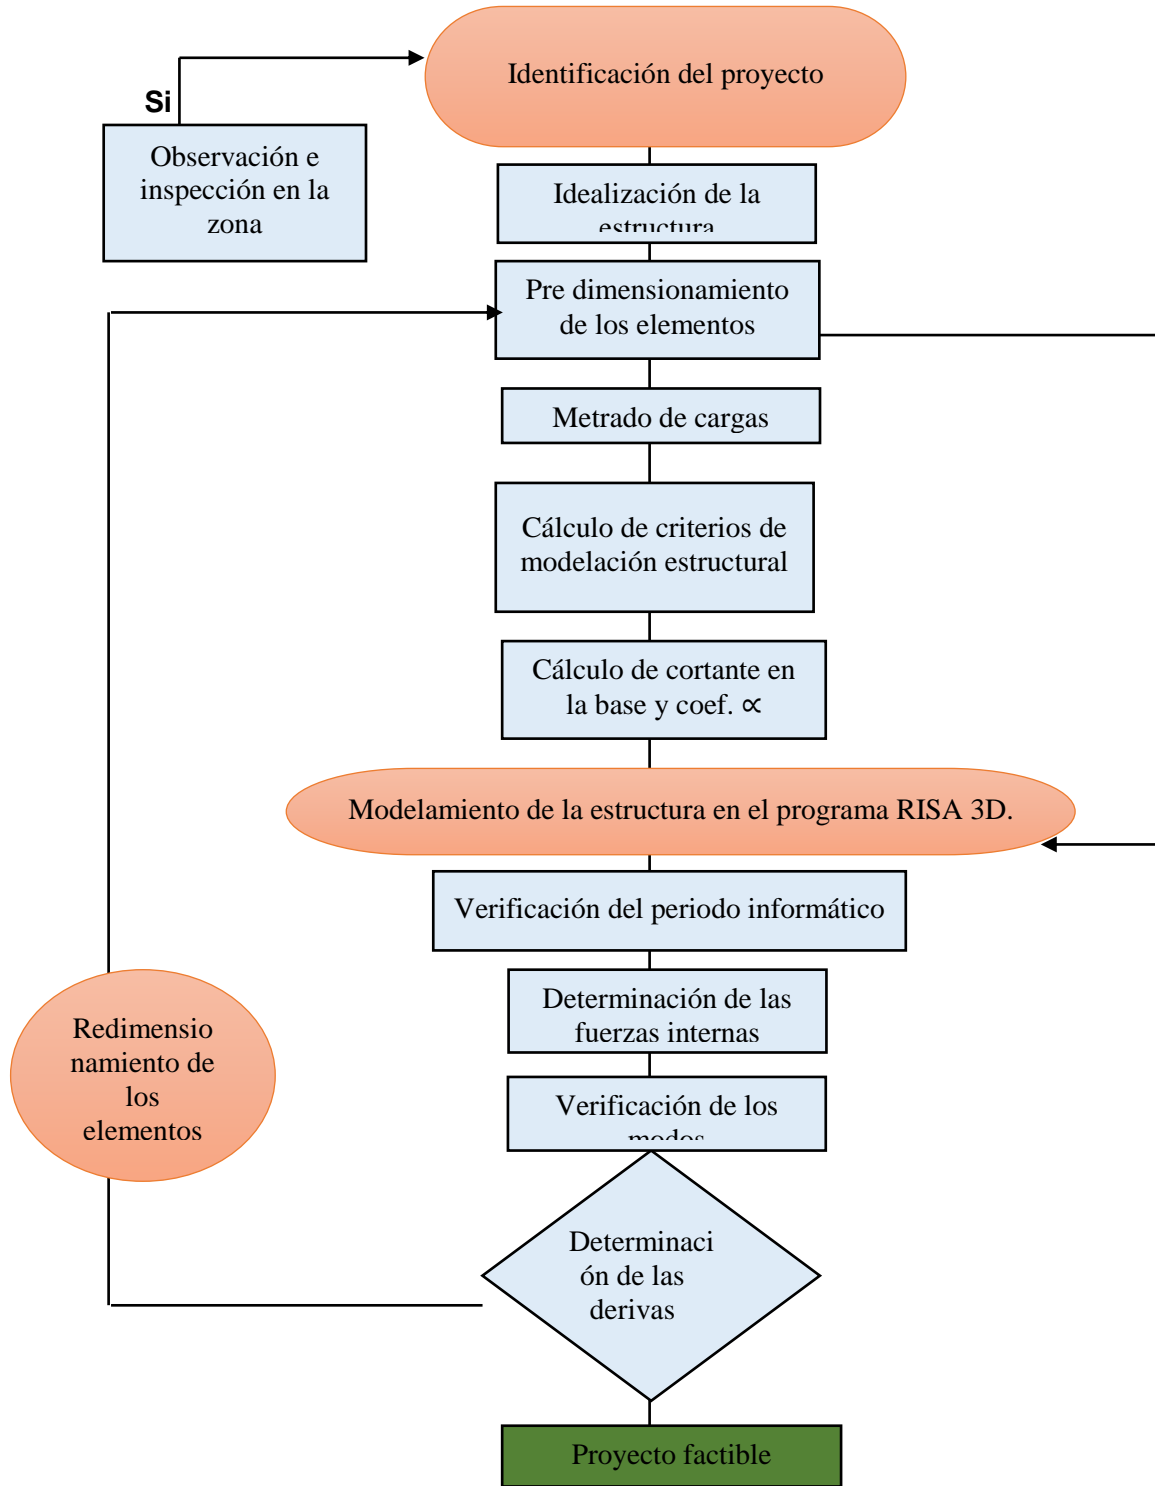 Identificación del proyecto
Si
Observación e
inspección en la
zona
Idealización de la
estructura
Pre dimensionamiento
de los elementos
Metrado de cargas
Cálculo de criterios de
modelación estructural
Cálculo de cortante en
la base y coef. ∝
Modelamiento de la estructura en el programa RISA 3D.
Verificación del periodo informático
Determinación de las
fuerzas internas
Redimensio
namiento de
los
elementos
Verificación de los
modos
Determinaci
ón de las
derivas
Proyecto factible